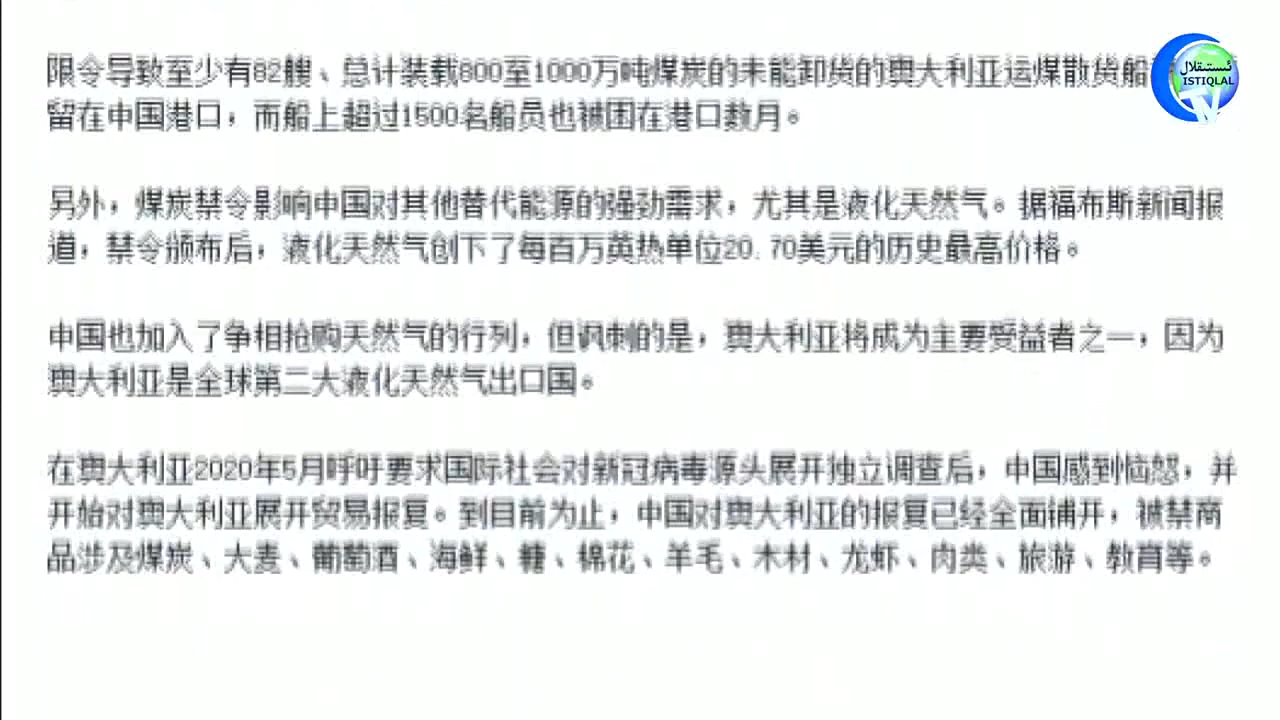 限令导致至少有82艘、总计装载800至1000万吨煤炭的未能卸货的澳大利亚运煤散货船
留在中国港口，而船上超过1500名船员也被困在港口数月。
另外，煤炭禁令影响中国对其他替代能源的强劲需求，尤其是液化天然气。据福布斯新闻报
道，禁令颁布后，液化天然气创下了每百万英热单位20.70美元的历史最高价格。
中国也加入了争相抢购天然气的行列，但讽刺的是，澳大利亚将成为主要受益者之一，因为
澳大利亚是全球第二大液化天然气出口国。
在澳大利亚2020年5月呼吁要求国际社会对新冠病毒源头展开独立调查后，中国感到恼怒，并
开始对澳大利亚展开贸易报复。到目前为止，中国对澳大利亚的报复已经全面铺开，被禁商
品涉及煤炭、大麦、葡萄酒、海鲜、糖、棉花、羊毛、木材、龙虾、肉类、旅游、教育等。
ئىستىقلال
ISTIQLAL
TV